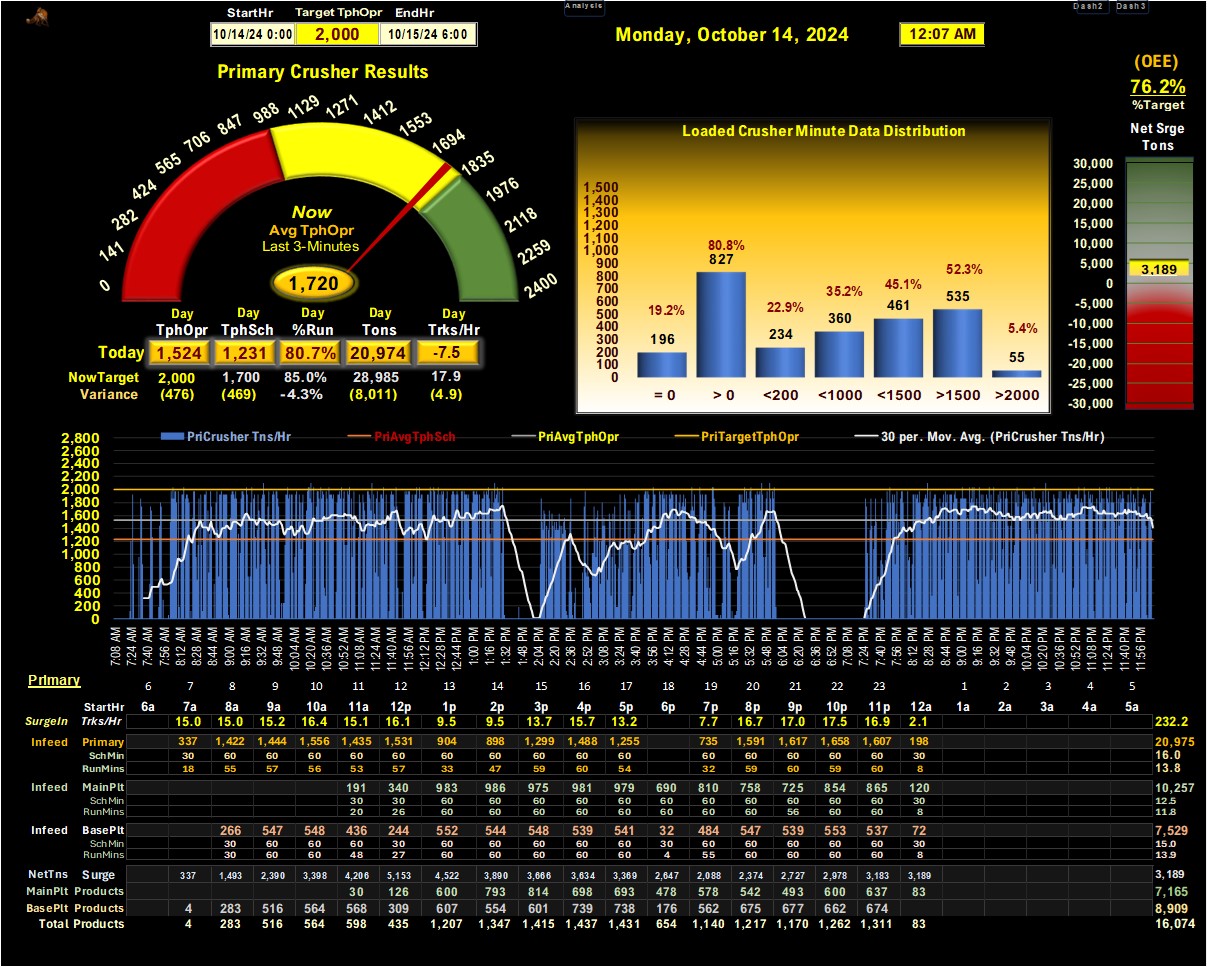 Analysis
Dash2 Dash3
StartHr Target TphOpr EndHr
10/14/24 0:00 2,000 10/15/24 6:00
Monday, October 14, 2024
12:07 AM
(OEE)
76.2%
%Target
Net Srge
Tons
30,000
25,000
20,000
15,000
10,000
5,000
3,189
0
-5,000
-10,000
-15,000
-20,000
-25,000
-30,000
Primary Crusher Results
0
141
282
424
565
706
847
988
1129
1271
1412
1553
1694
1835
1976
2118
2259
2400
Now
Avg TphOpr
Last 3-Minutes
1,720
Day Day Day Day Day
TphOpr TphSch %Run Tons Trks/Hr
Today 1,524 1,231 80.7% 20,974 -7.5
NowTarget 2,000 1,700 85.0% 28,985 17.9
Variance (476) (469) -4.3% (8,011) (4.9)
Loaded Crusher Minute Data Distribution
1,500
1,400
1,300
1,200
1,100
1,000
900
800
700
600
500
400
300
200
100
0
19.2% 80.8% 22.9% 35.2% 45.1% 52.3% 5.4%
196 827 234 360 461 535 55
= 0 > 0 <200 <1000 <1500 >1500 >2000
PriCrusher Tns/Hr PriAvgTphSch PriAvgTphOpr PriTargetTphOpr 30 per. Mov. Avg. (PriCrusher Tns/Hr)
2,800
2,600
2,400
2,200
2,000
1,800
1,600
1,400
1,200
1,000
800
600
400
200
0
7:08 AM 7:24 AM 7:40 AM 7:56 AM 8:12 AM 8:28 AM 8:44 AM 9:00 AM 9:16 AM 9:32 AM 9:48 AM 10:04 AM 10:20 AM 10:36 AM 10:52 AM 11:08 AM 11:24 AM 11:40 AM 11:56 AM 12:12 PM 12:28 PM 12:44 PM 1:00 PM 1:16 PM 1:32 PM 1:48 PM 2:04 PM 2:20 PM 2:36 PM 2:52 PM 3:08 PM 3:24 PM 3:40 PM 3:56 PM 4:12 PM 4:28 PM 4:44 PM 5:00 PM 5:16 PM 5:32 PM 5:48 PM 6:04 PM 6:20 PM 6:36 PM 6:52 PM 7:08 PM 7:24 PM 7:40 PM 7:56 PM 8:12 PM 8:28 PM 8:44 PM 9:00 PM 9:16 PM 9:32 PM 9:48 PM 10:04 PM 10:20 PM 10:36 PM 10:52 PM 11:08 PM 11:24 PM 11:40 PM 11:56 PM
Primary
6 7 8 9 10 11 12 13 14 15 16 17 18 19 20 21 22 23 1 2 3 4 5
StartHr 6a 7a 8a 9a 10a 11a 12p 1p 2p 3p 4p 5p 6p 7p 8p 9p 10p 11p 12a 1a 2a 3a 4a 5a
SurgeIn Trks/Hr 15.0 15.0 15.2 16.4 15.1 16.1 9.5 9.5 13.7 15.7 13.2 7.7 16.7 17.0 17.5 16.9 2.1 232.2
Infeed Primary 337 1,422 1,444 1,556 1,435 1,531 904 898 1,299 1,488 1,255 735 1,591 1,617 1,658 1,607 198 20,975
SchMin 30 60 60 60 60 60 60 60 60 60 60 60 60 60 60 60 30 16.0
RunMins 18 55 57 56 53 57 33 47 59 60 54 32 59 60 59 60 8 13.8
Infeed MainPlt 191 340 983 986 975 981 979 690 810 758 725 854 865 120 10,257
SchMin 30 30 60 60 60 60 60 60 60 60 60 60 60 30 12.5
RunMins 20 26 60 60 60 60 60 60 60 60 56 60 60 8 11.8
Infeed BasePlt 266 547 548 436 244 552 544 548 539 541 32 484 547 539 553 537 72 7,529
SchMin 30 60 60 60 30 60 60 60 60 60 30 60 60 60 60 60 30 15.0
RunMins 30 60 60 48 27 60 60 60 60 60 4 55 60 60 60 60 8 13.9
NetTns Surge 337 1,493 2,390 3,398 4,206 5,153 4,522 3,890 3,666 3,634 3,369 2,647 2,088 2,374 2,727 2,978 3,183 3,189 3,189
MainPlt Products 30 126 600 793 814 698 693 478 578 542 493 600 637 83 7,165
BasePlt Products 4 283 516 564 568 309 607 554 601 739 738 176 562 675 677 662 674 8,909
Total Products 4 283 516 564 598 435 1,207 1,347 1,415 1,437 1,431 654 1,140 1,217 1,170 1,262 1,311 83 16,074